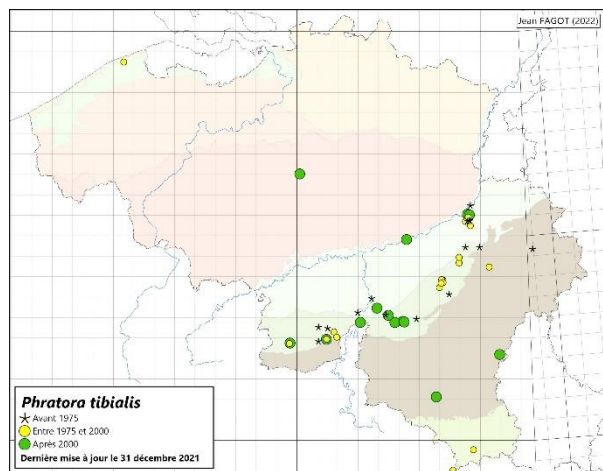 Jean FAGOT (2022)
Phratora tibialis
Avant 1975
Entre 1975 et 2000
Après 2000
Dernière mise à jour le 31 décembre 2021